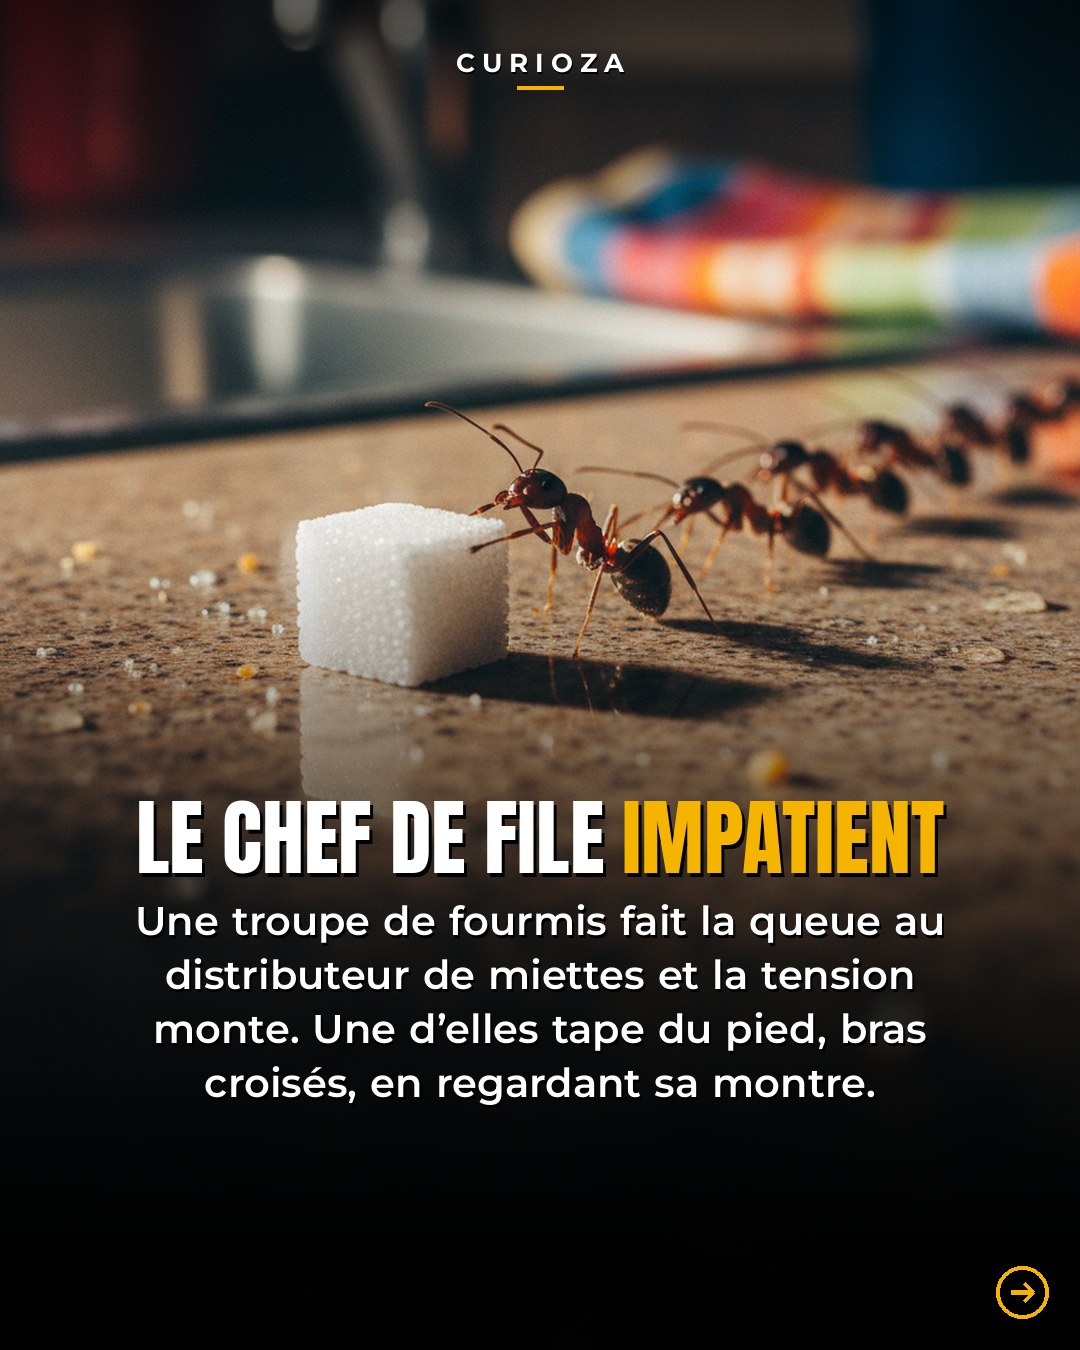 CURIOZA
LE CHEF DE FILE IMPATIENT
Une troupe de fourmis fait la queue au
distributeur de miettes et la tension
monte. Une d’elles tape du pied, bras
croisés, en regardant sa montre.